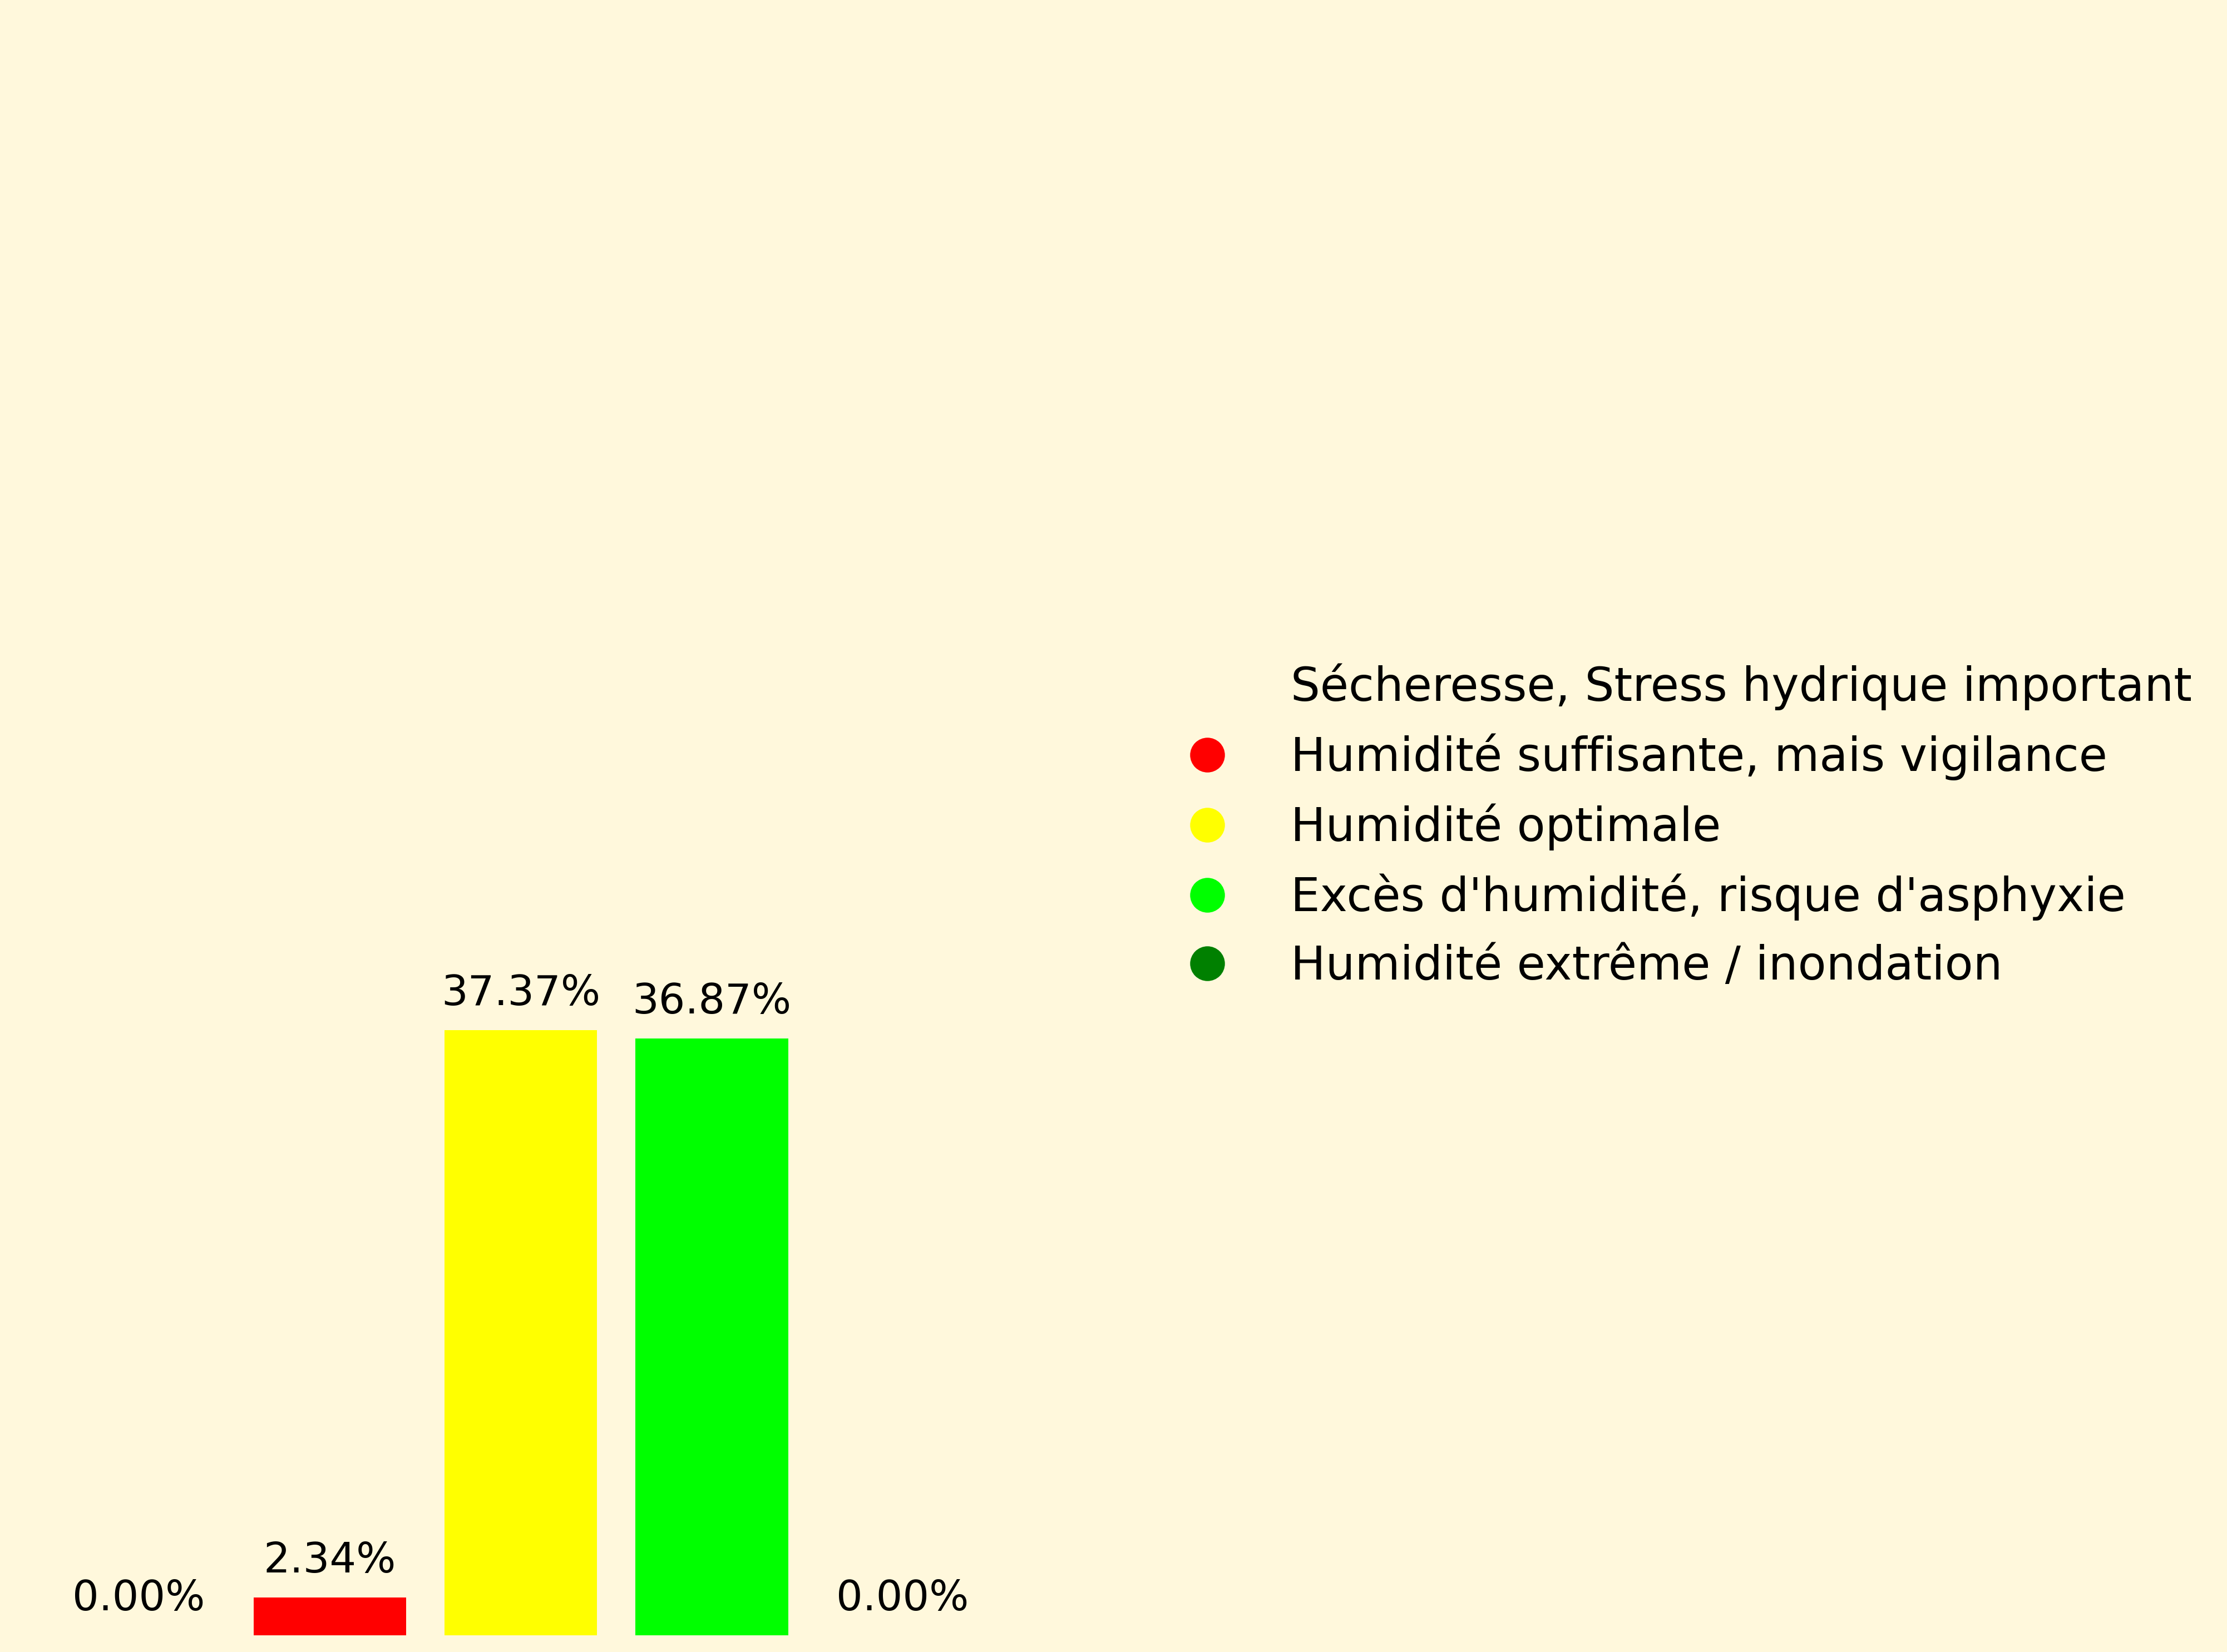 Sécheresse, Stress hydrique important
Humidité suffisante, mais vigilance
Humidité optimale
Excès d'humidité, risque d'asphyxie
Humidité extrême / inondation
37.37%
36.87%
2.34%
0.00%
0.00%